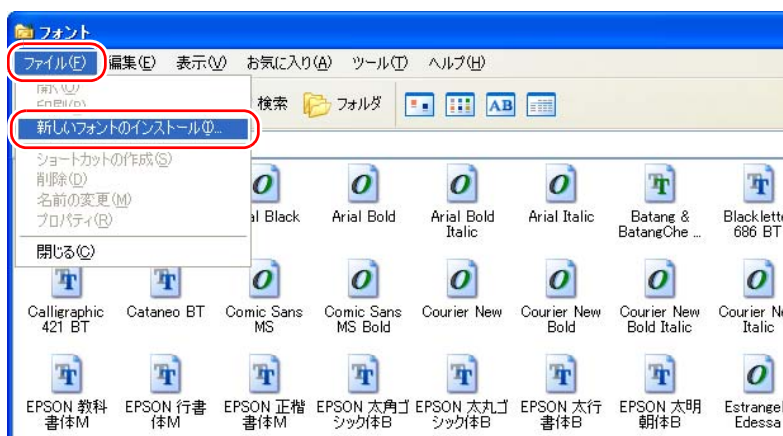 フォント
ファイル(F) 編集(E) 表示(V) お気に入り(A) ツール(T) ヘルプ(H)
開く(O)
印刷(P)
検索 フォルダ
新しいフォントのインストール(I)...
ショートカットの作成(S)
削除(D)
名前の変更(M)
プロパティ(R)
閉じる(C)
Black Arial Bold Arial Bold Arial Italic Batang &
Italic BatangChe ... 686 BT
Calligraphic Cataneo BT Comic Sans Comic Sans Courier New Courier New Courier New
421 BT MS MS Bold Bold Bold Italic Italic
EPSON 教科 EPSON 行書 EPSON 正楷 EPSON 太角ゴ EPSON 太丸ゴ EPSON 太行 EPSON 太明
書体M 体M 書体M シック体B シック体B 書体B 朝体B Edessa